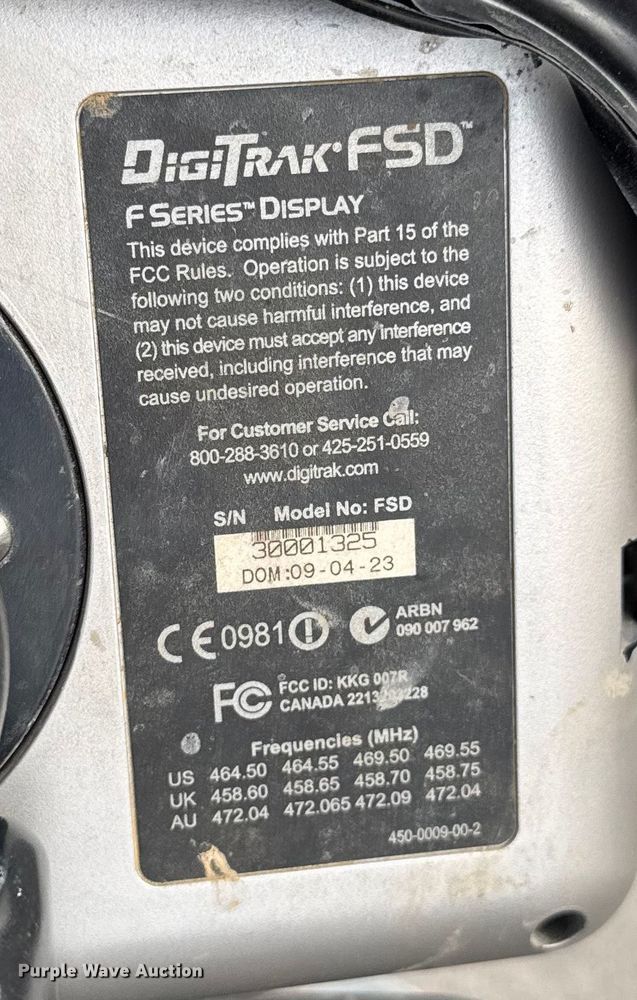 DIGITRAK® FSD™
F SERIES™ DISPLAY
This device complies with Part 15 of the
FCC Rules. Operation is subject to the
following two conditions: (1) this device
may not cause harmful interference, and
(2) this device must accept any interference
received, including interference that may
cause undesired operation.
For Customer Service Call:
800-288-3610 or 425-251-0559
www.digitrak.com
S/N Model No: FSD
30001325
DOM:09-04-23
CE0981
ARBN
090 007 962
FC FCC ID: KKG 007R
CANADA
Frequencies (MHz)
US 464.50 464.55 469.50 469.55
UK 458.60 458.65 458.70 458.75
AU 472.04 472.065 472.09 472.04
450-0009-00-2
Purple Wave Auction